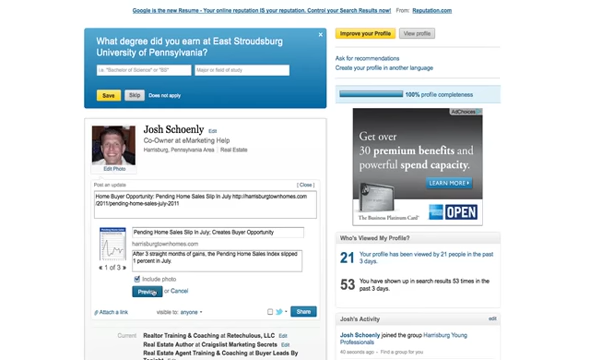 Google is the new Resume - Your online reputation IS your reputation. Control your Search Results now! From: Reputation.com
What degree did you earn at East Stroudsburg
University of Pennsylvania?
i.e. "Bachelor of Science" or "BS"
Major or field of study
Save Skip Does not apply
Improve your Profile View profile
Ask for recommendations
Create your profile in another language
100% profile completeness
AdChoices
Get over
30 premium benefits and
powerful spend capacity.
LEARN MORE
The Business Platinum Card
OPEN
Josh Schoenly Edit
Co-Owner at eMarketing Help
Harrisburg, Pennsylvania Area Real Estate
Edit Photo
Post an update [ Close ]
Home Buyer Opportunity: Pending Home Sales Slip In July http://harrisburgtownhomes.com
/2011/pending-home-sales-july-2011
Pending Home Sales Slip in July; Creates Buyer Opportunity
harrisburgtownhomes.com
After 3 straight months of gains, the Pending Home Sales Index slipped
1 percent in July.
1 of 3
Include photo
Preview or Cancel
Attach a link visible to: anyone Share
Current Realtor Training & Coaching at Retechulous, LLC Edit
Real Estate Author at Craigslist Marketing Secrets Edit
Real Estate Agent Training & Coaching at Buyer Leads By
Who's Viewed My Profile?
21 Your profile has been viewed by 21 people in the past
3 days.
53 You have shown up in search results 53 times in the
past 3 days.
Josh's Activity edit
Josh Schoenly joined the group Harrisburg Young
Professionals
40 seconds ago Find a group for you